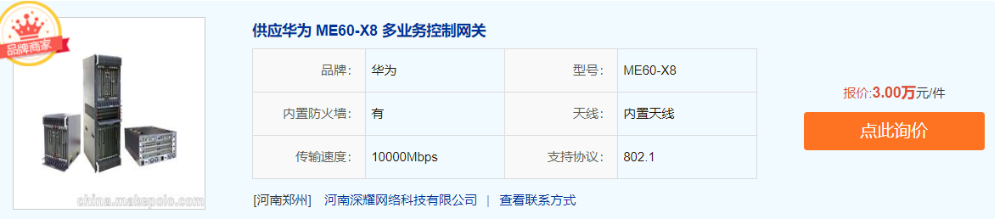 品牌商家
供应华为 ME60-X8 多业务控制网关
品牌： 华为 型号： ME60-X8
内置防火墙： 有 天线： 内置天线
传输速度： 10000Mbps 支持协议： 802.1
报价:3.00万元/件
点此询价
[河南郑州] 河南深耀网络科技有限公司 | 查看联系方式
china.makepolo.com